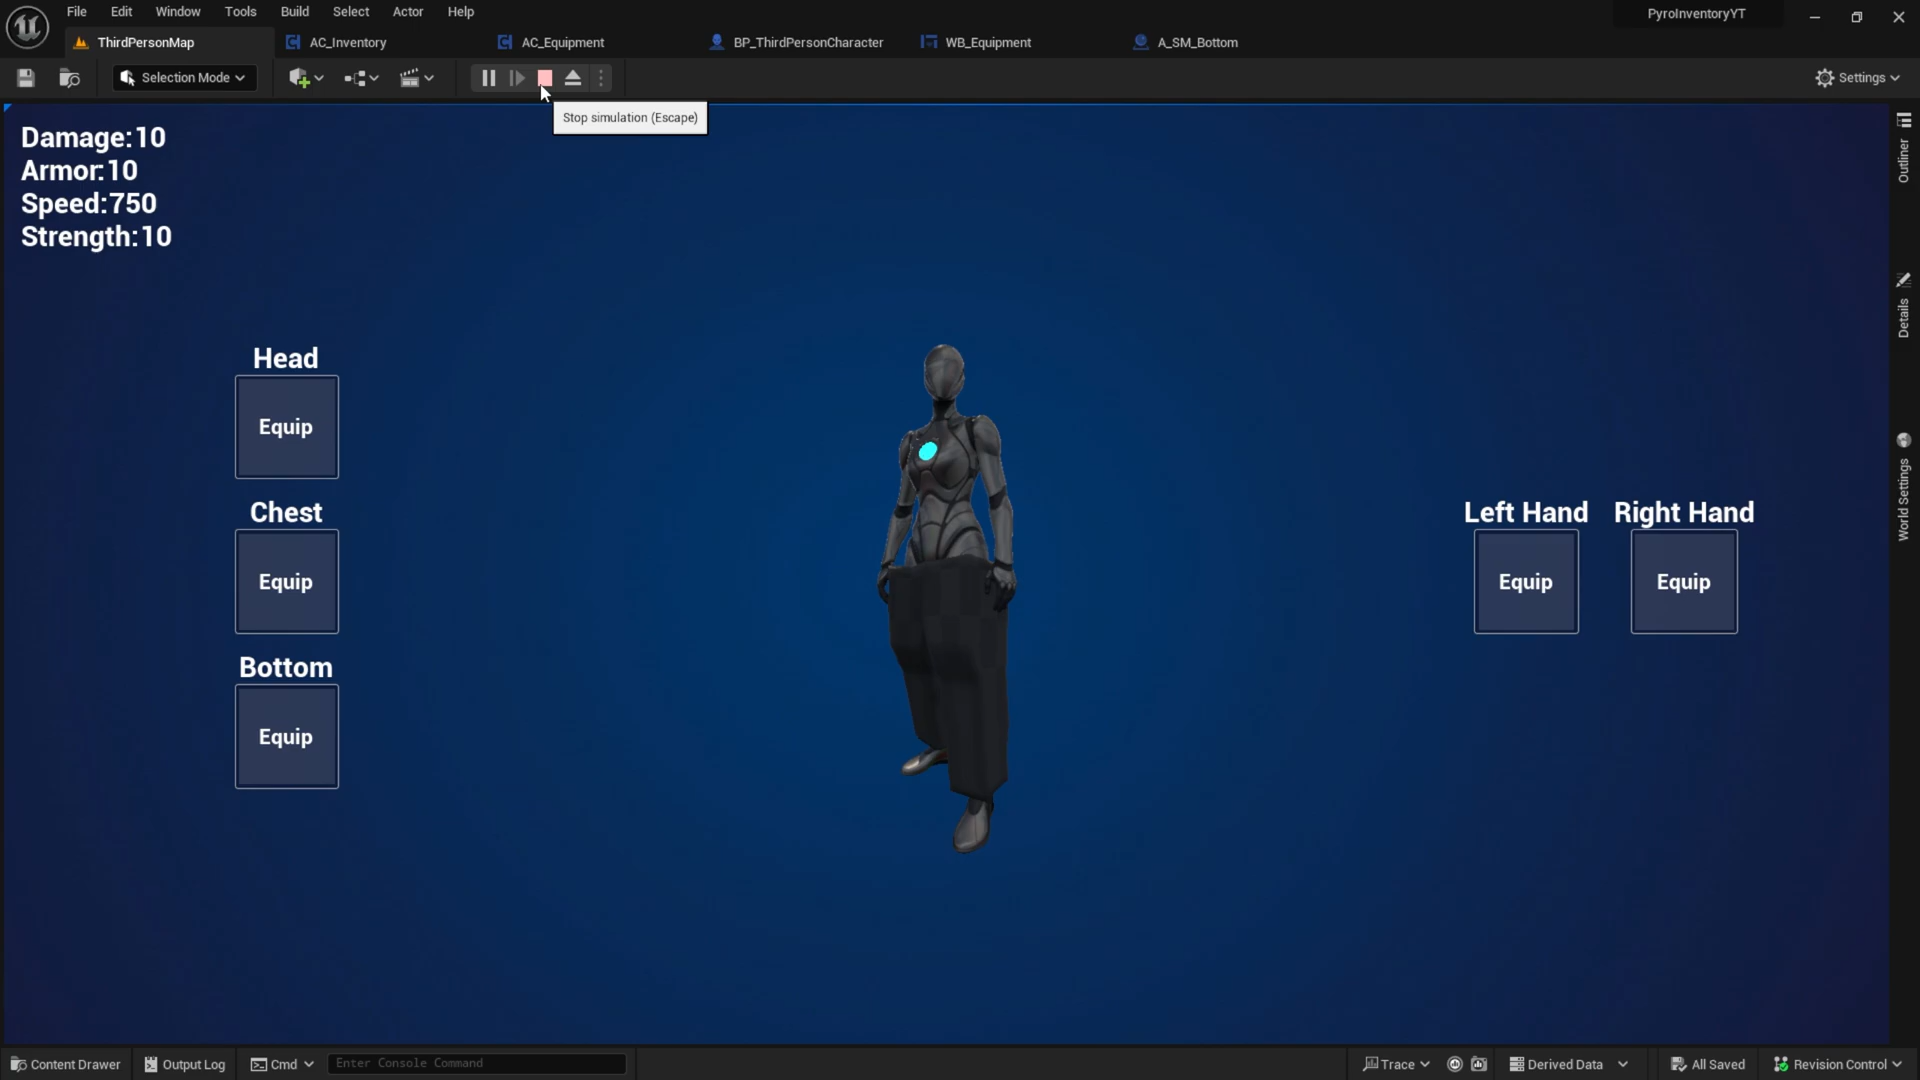 File Edit Window Tools Build Select Actor Help PyroInventoryYT
ThirdPersonMap AC_Inventory AC_Equipment BP_ThirdPersonCharacter WB_Equipment A_SM_Bottom
Selection Mode Settings
Stop simulation (Escape)
Damage:10
Armor:10
Speed:750
Strength:10
Outliner
Details
World Settings
Head
Equip
Chest
Equip
Bottom
Equip
Left Hand Right Hand
Equip Equip
Content Drawer Output Log Cmd Enter Console Command Trace Derived Data All Saved Revision Control